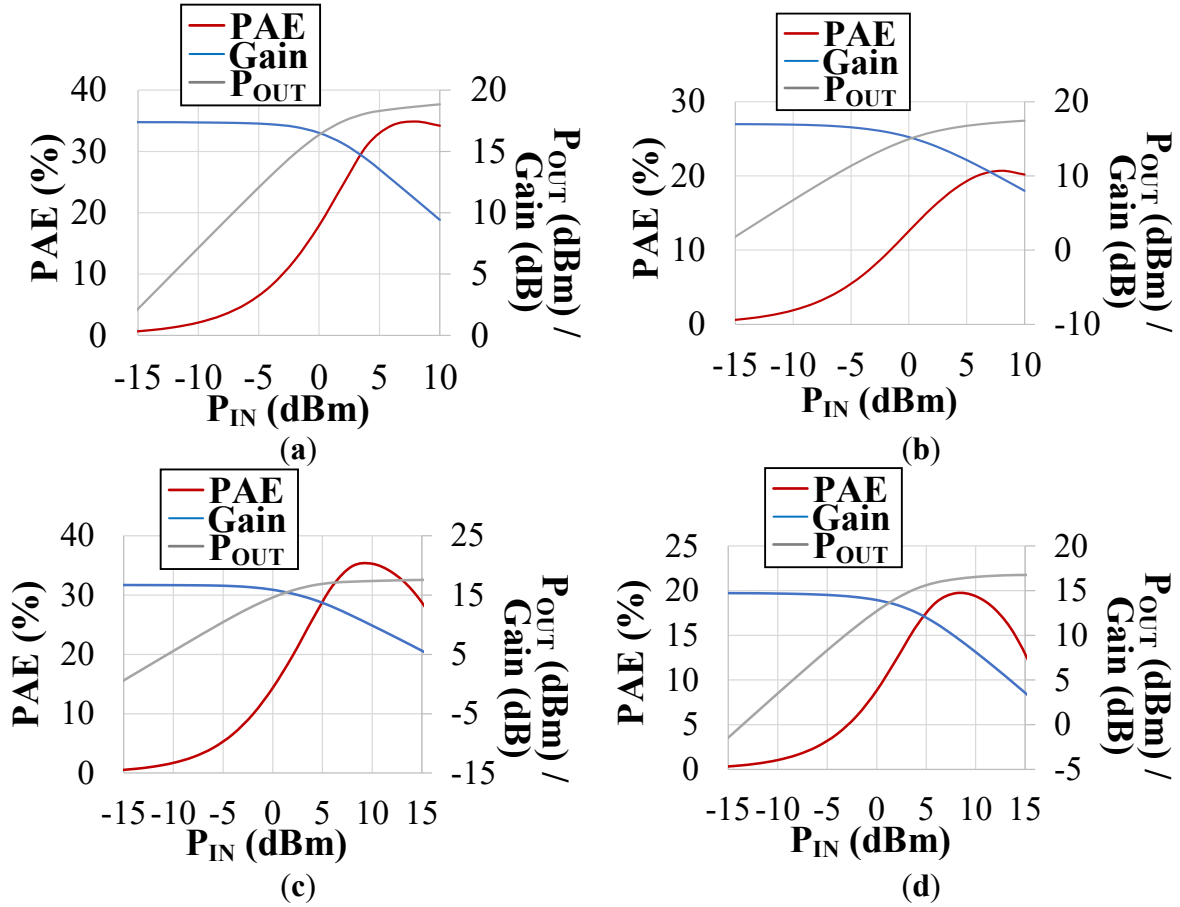 PAE
Gain
POUT
40
30
20
10
0
PAE (%)
20
15
10
5
0
POUT (dBm) /
Gain (dB)
-15 -10 -5 0 5 10
PIN (dBm)
(a)
PAE
Gain
POUT
30
20
10
0
PAE (%)
20
10
0
-10
POUT (dBm) /
Gain (dB)
-15 -10 -5 0 5 10
PIN (dBm)
(b)
PAE
Gain
POUT
40
30
20
10
0
PAE (%)
25
15
5
-5
-15
POUT (dBm) /
Gain (dB)
-15 -10 -5 0 5 10 15
PIN (dBm)
(c)
PAE
Gain
POUT
25
20
15
10
5
0
PAE (%)
20
15
10
5
0
-5
POUT (dBm) /
Gain (dB)
-15 -10 -5 0 5 10 15
PIN (dBm)
(d)